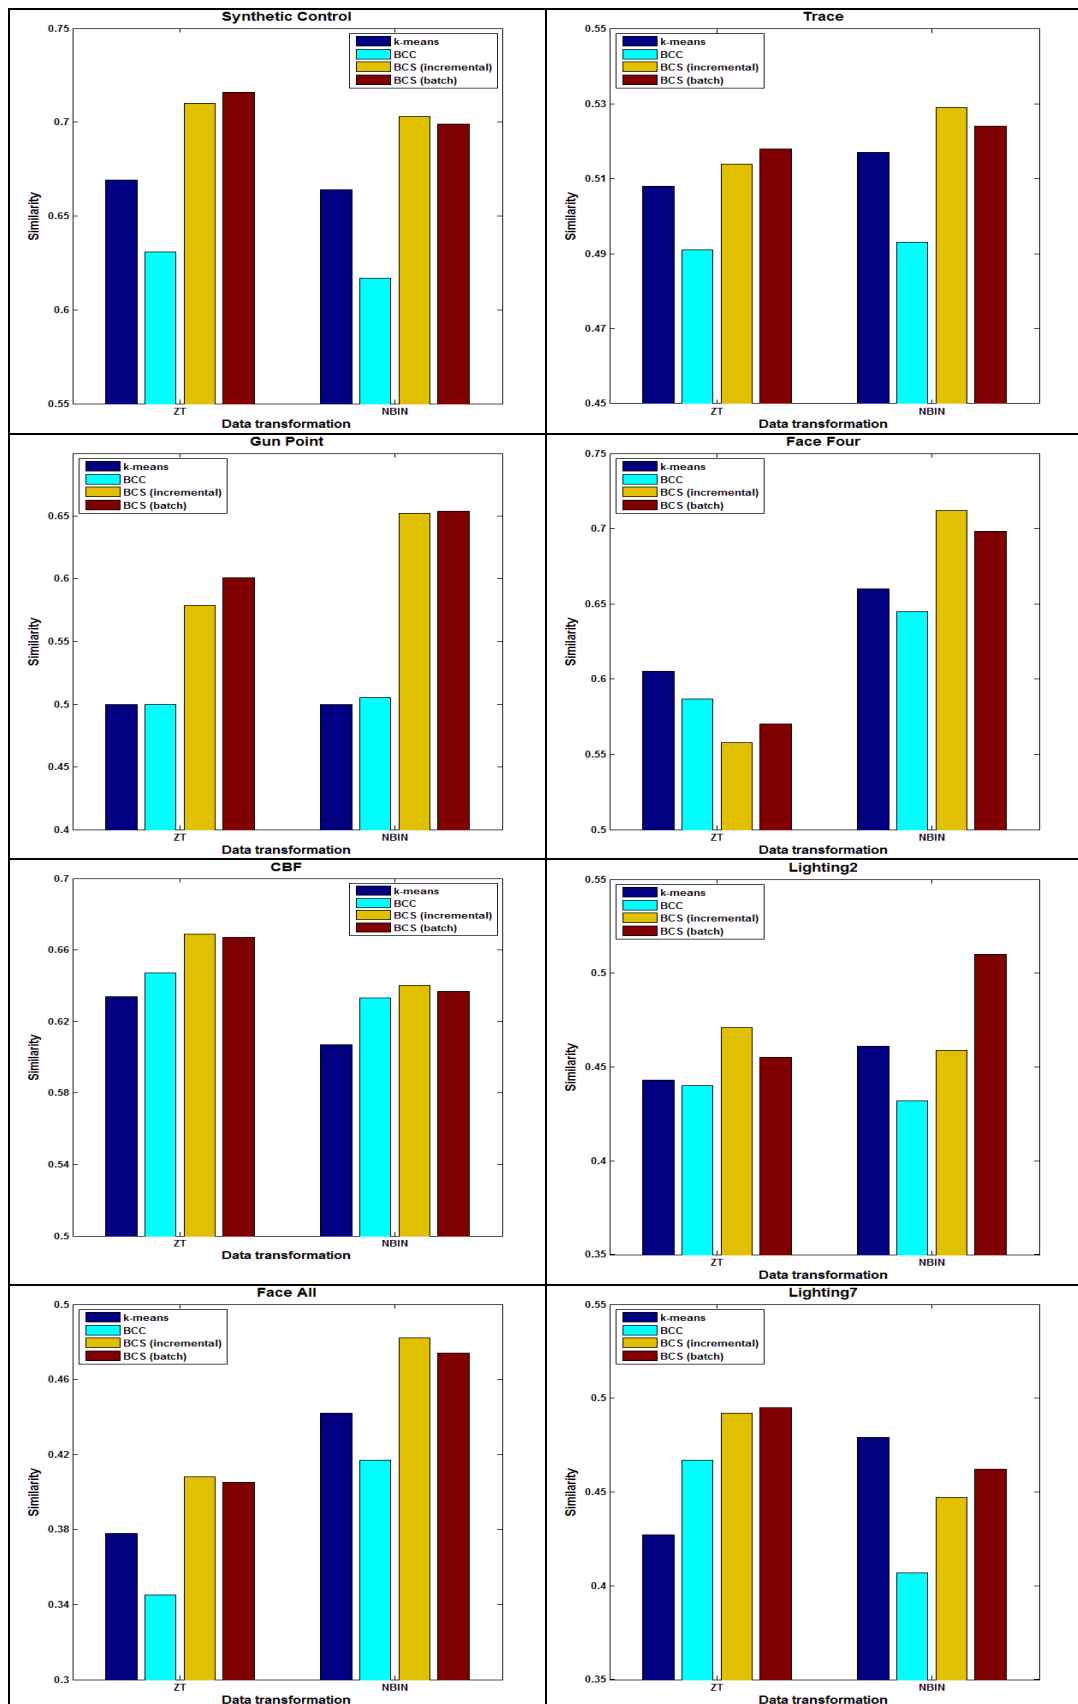 Synthetic Control
0.75
0.7
0.65
0.6
0.55
Similarity
k-means
BCC
BCS (incremental)
BCS (batch)
ZT
NBIN
Data transformation
Trace
0.55
0.53
0.51
0.49
0.47
0.45
Similarity
k-means
BCC
BCS (incremental)
BCS (batch)
ZT
NBIN
Data transformation
Gun Point
0.65
0.6
0.55
0.5
0.45
0.4
Similarity
k-means
BCC
BCS (incremental)
BCS (batch)
ZT
NBIN
Data transformation
Face Four
0.75
0.7
0.65
0.6
0.55
0.5
Similarity
k-means
BCC
BCS (incremental)
BCS (batch)
ZT
NBIN
Data transformation
CBF
0.7
0.66
0.62
0.58
0.54
0.5
Similarity
k-means
BCC
BCS (incremental)
BCS (batch)
ZT
NBIN
Data transformation
Lighting2
0.55
0.5
0.45
0.4
0.35
Similarity
k-means
BCC
BCS (incremental)
BCS (batch)
ZT
NBIN
Data transformation
Face All
0.5
0.46
0.42
0.38
0.34
0.3
Similarity
k-means
BCC
BCS (incremental)
BCS (batch)
ZT
NBIN
Data transformation
Lighting7
0.55
0.5
0.45
0.4
0.35
Similarity
k-means
BCC
BCS (incremental)
BCS (batch)
ZT
NBIN
Data transformation